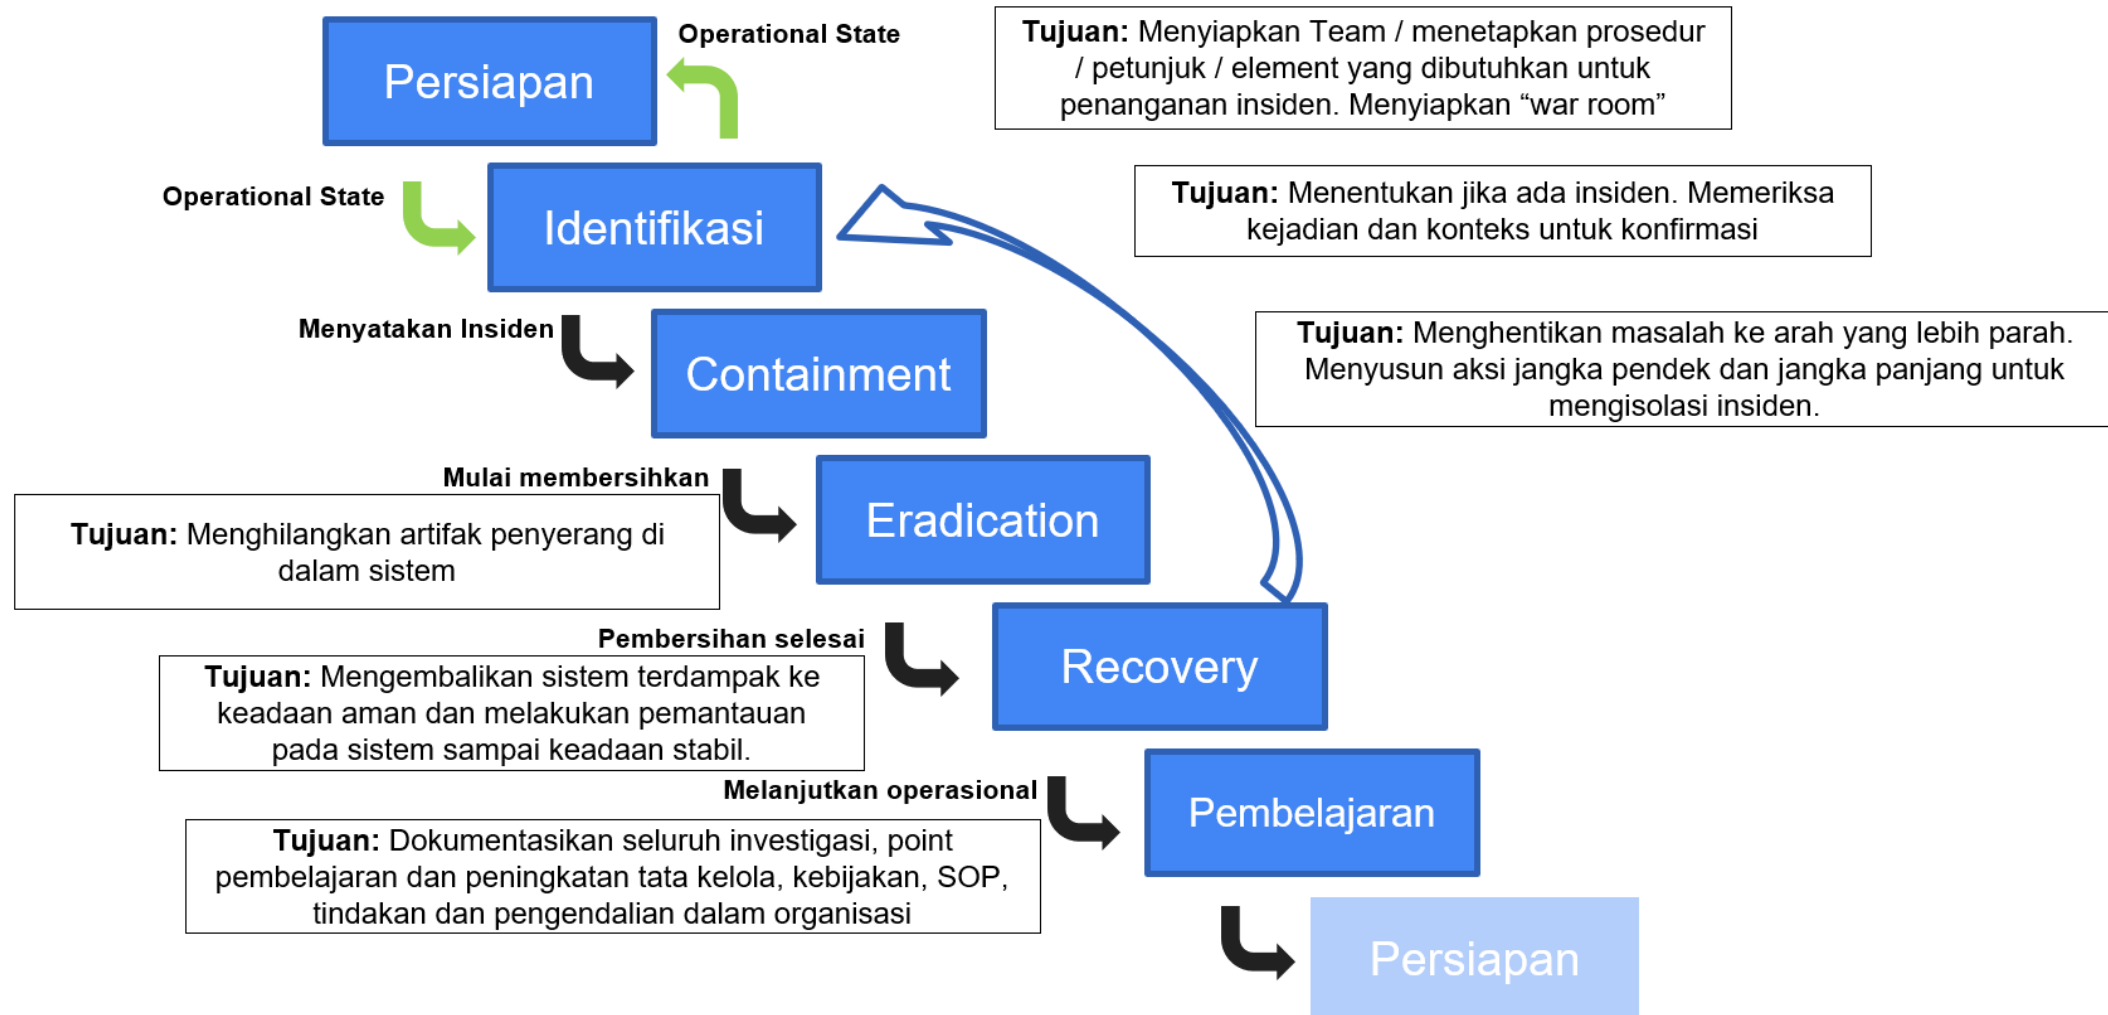 Persiapan
Operational State
Tujuan: Menyiapkan Team / menetapkan prosedur
/ petunjuk / element yang dibutuhkan untuk
penanganan insiden. Menyiapkan “war room”
Operational State
Identifikasi
Tujuan: Menentukan jika ada insiden. Memeriksa
kejadian dan konteks untuk konfirmasi
Menyatakan Insiden
Containment
Tujuan: Menghentikan masalah ke arah yang lebih parah.
Menyusun aksi jangka pendek dan jangka panjang untuk
mengisolasi insiden.
Mulai membersihkan
Eradication
Tujuan: Menghilangkan artifak penyerang di
dalam sistem
Pembersihan selesai
Recovery
Tujuan: Mengembalikan sistem terdampak ke
keadaan aman dan melakukan pemantauan
pada sistem sampai keadaan stabil.
Melanjutkan operasional
Pembelajaran
Tujuan: Dokumentasikan seluruh investigasi, point
pembelajaran dan peningkatan tata kelola, kebijakan, SOP,
tindakan dan pengendalian dalam organisasi
Persiapan